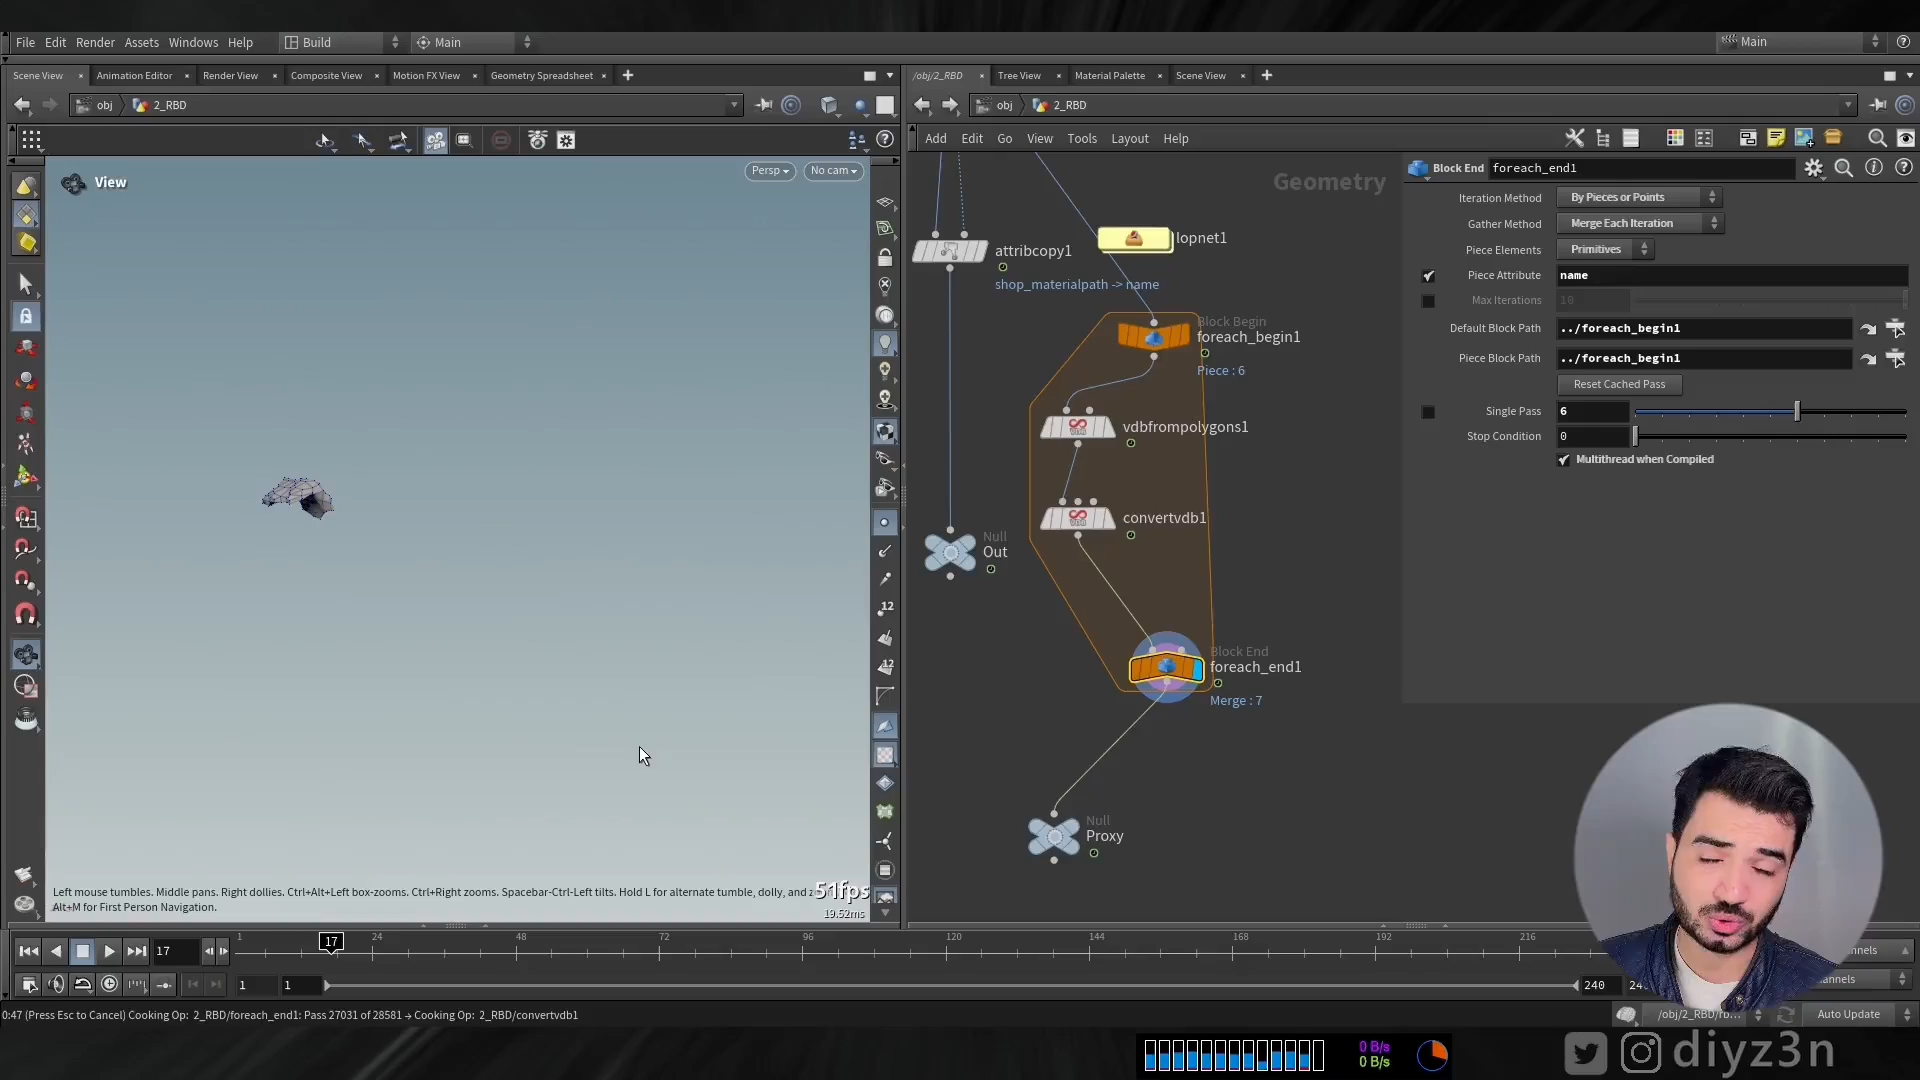 File Edit Render Assets Windows Help Build Main Main
Scene View Animation Editor Render View Composite View Motion FX View Geometry Spreadsheet
/obj/2_RBD Tree View Material Palette Scene View
obj 2_RBD
obj 2_RBD
Add Edit Go View Tools Layout Help
View
Persp No cam
Geometry
Block End foreach_end1
Iteration Method By Pieces or Points
Gather Method Merge Each Iteration
Piece Elements Primitives
Piece Attribute name
Max Iterations 10
Default Block Path ../foreach_begin1
Piece Block Path ../foreach_begin1
Reset Cached Pass
Single Pass 6
Stop Condition 0
Multithread when Compiled
lopnet1
attribcopy1
shop_materialpath -> name
Block Begin
foreach_begin1
Piece : 6
vdbfrompolygons1
convertvdb1
Null
Out
Block End
foreach_end1
Merge : 7
Null
Proxy
12
12
Left mouse tumbles. Middle pans. Right dollies. Ctrl+Alt+Left box-zooms. Ctrl+Right zooms. Spacebar-Ctrl-Left tilts. Hold L for alternate tumble, dolly, and
Alt+M for First Person Navigation.
51fps
19.52ms
17 1 17 24 48 72 96 120 144 168 192 216
1 1 240
0:47 (Press Esc to Cancel) Cooking Op: 2_RBD/foreach_end1: Pass 27031 of 28581 → Cooking Op: 2_RBD/convertvdb1
Auto Update
0 B/s
0 B/s
diyz3n